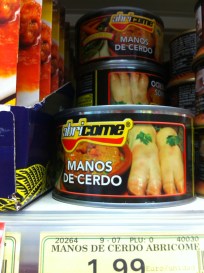 abricome
MANOS
DE CERDO
abricome
MANOS
DE CERDO
20264 9 - 07 PLU: 0 40030
MANOS DE CERDO ABRICOME
1,99